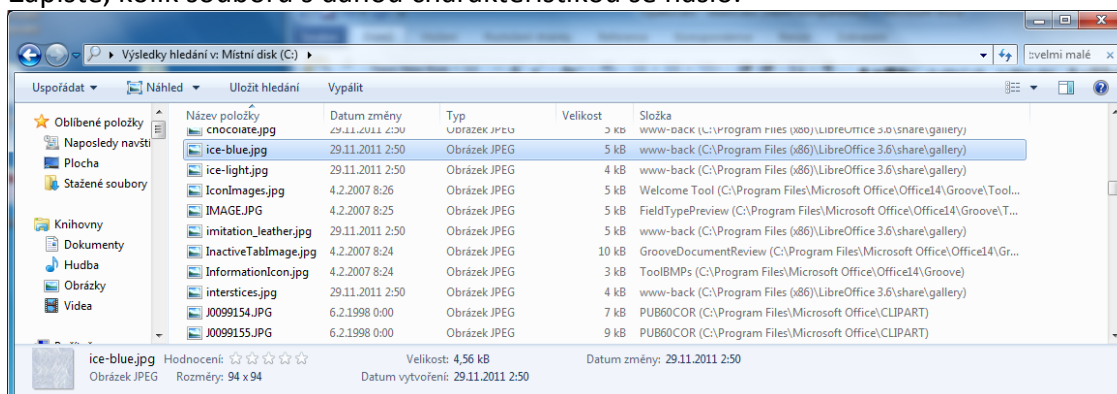 Zapište, kolik souborů s danou charakteristikou se našlo.
Výsledky hledání v: Místní disk (C:)
velmi malé
Uspořádat Náhled Uložit hledání Vypálit
Název položky Datum změny Typ Velikost Složka
Oblíbené položky
Naposledy navšti
Plocha
Stažené soubory
Knihovny
Dokumenty
Hudba
Obrázky
Videa
chocolate.jpg 29.11.2011 2:50 Obrázek JPEG 5 kB www-back (C:\Program Files (x86)\LibreOffice 3.6\share\gallery)
ice-blue.jpg 29.11.2011 2:50 Obrázek JPEG 5 kB www-back (C:\Program Files (x86)\LibreOffice 3.6\share\gallery)
ice-light.jpg 29.11.2011 2:50 Obrázek JPEG 4 kB www-back (C:\Program Files (x86)\LibreOffice 3.6\share\gallery)
IconImages.jpg 4.2.2007 8:26 Obrázek JPEG 5 kB Welcome Tool (C:\Program Files\Microsoft Office\Office14\Groove\Tool...
IMAGE.JPG 4.2.2007 8:25 Obrázek JPEG 5 kB FieldTypePreview (C:\Program Files\Microsoft Office\Office14\Groove\T...
imitation_leather.jpg 29.11.2011 2:50 Obrázek JPEG 5 kB www-back (C:\Program Files (x86)\LibreOffice 3.6\share\gallery)
InactiveTabImage.jpg 4.2.2007 8:24 Obrázek JPEG 10 kB GrooveDocumentReview (C:\Program Files\Microsoft Office\Office14\Gr...
InformationIcon.jpg 4.2.2007 8:24 Obrázek JPEG 3 kB ToolBMPs (C:\Program Files\Microsoft Office\Office14\Groove)
interstices.jpg 29.11.2011 2:50 Obrázek JPEG 4 kB www-back (C:\Program Files (x86)\LibreOffice 3.6\share\gallery)
J0099154.JPG 6.2.1998 0:00 Obrázek JPEG 7 kB PUB60COR (C:\Program Files\Microsoft Office\CLIPART)
J0099155.JPG 6.2.1998 0:00 Obrázek JPEG 9 kB PUB60COR (C:\Program Files\Microsoft Office\CLIPART)
ice-blue.jpg Hodnocení: Velikost: 4,56 kB Datum změny: 29.11.2011 2:50
Obrázek JPEG Rozměry: 94 x 94 Datum vytvoření: 29.11.2011 2:50